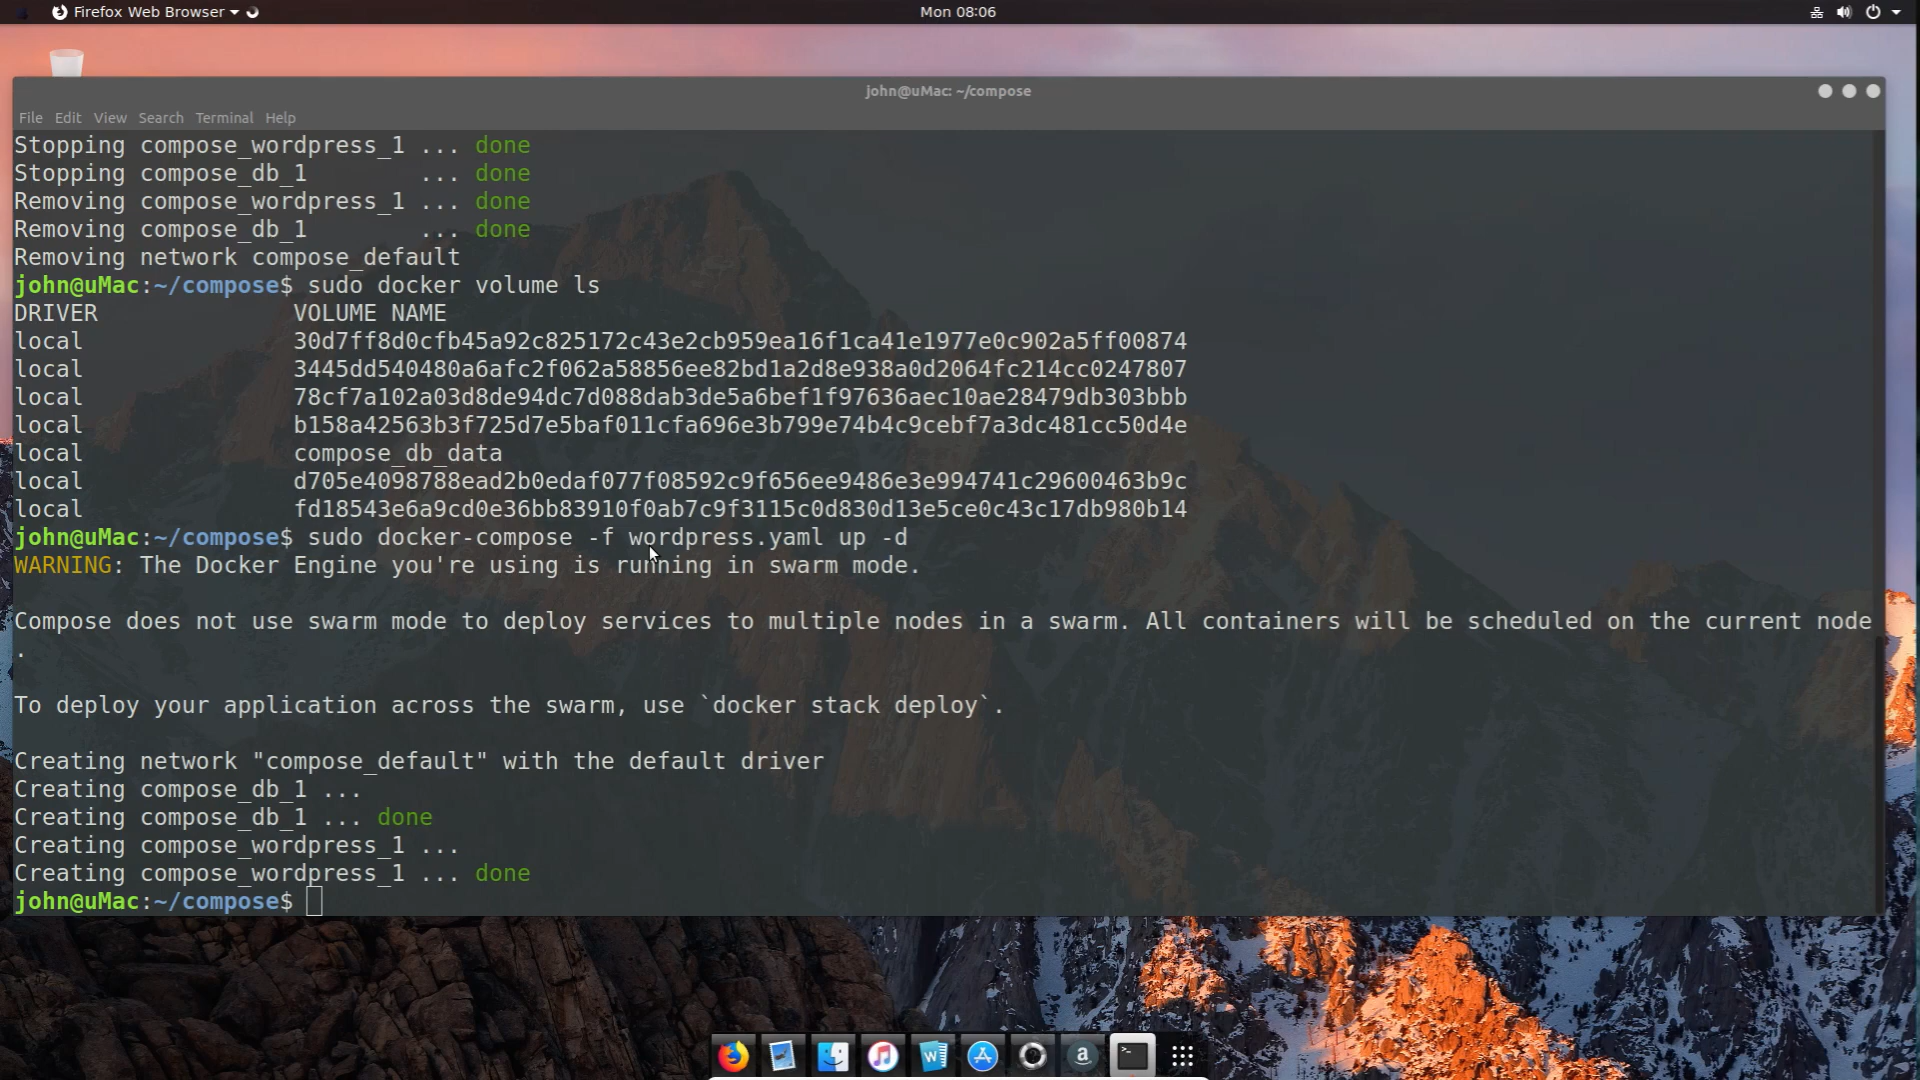 Firefox Web Browser
Mon 08:06
john@uMac: ~/compose
File Edit View Search Terminal Help
Stopping compose_wordpress_1 ... done
Stopping compose_db_1 ... done
Removing compose_wordpress_1 ... done
Removing compose_db_1 ... done
Removing network compose_default
john@uMac:~/compose$ sudo docker volume ls
DRIVER VOLUME NAME
local 30d7ff8d0cfb45a92c825172c43e2cb959ea16f1ca41e1977e0c902a5ff00874
local 3445dd540480a6afc2f062a58856ee82bd1a2d8e938a0d2064fc214cc0247807
local 78cf7a102a03d8de94dc7d088dab3de5a6bef1f97636aec10ae28479db303bbb
local b158a42563b3f725d7e5baf011cfa696e3b799e74b4c9cebf7a3dc481cc50d4e
local compose_db_data
local d705e4098788ead2b0edaf077f08592c9f656ee9486e3e994741c29600463b9c
local fd18543e6a9cd0e36bb83910f0ab7c9f3115c0d830d13e5ce0c43c17db980b14
john@uMac:~/compose$ sudo docker-compose -f wordpress.yaml up -d
WARNING: The Docker Engine you're using is running in swarm mode.
Compose does not use swarm mode to deploy services to multiple nodes in a swarm. All containers will be scheduled on the current node
.
To deploy your application across the swarm, use `docker stack deploy`.
Creating network "compose_default" with the default driver
Creating compose_db_1 ...
Creating compose_db_1 ... done
Creating compose_wordpress_1 ...
Creating compose_wordpress_1 ... done
john@uMac:~/compose$
W
a
>_